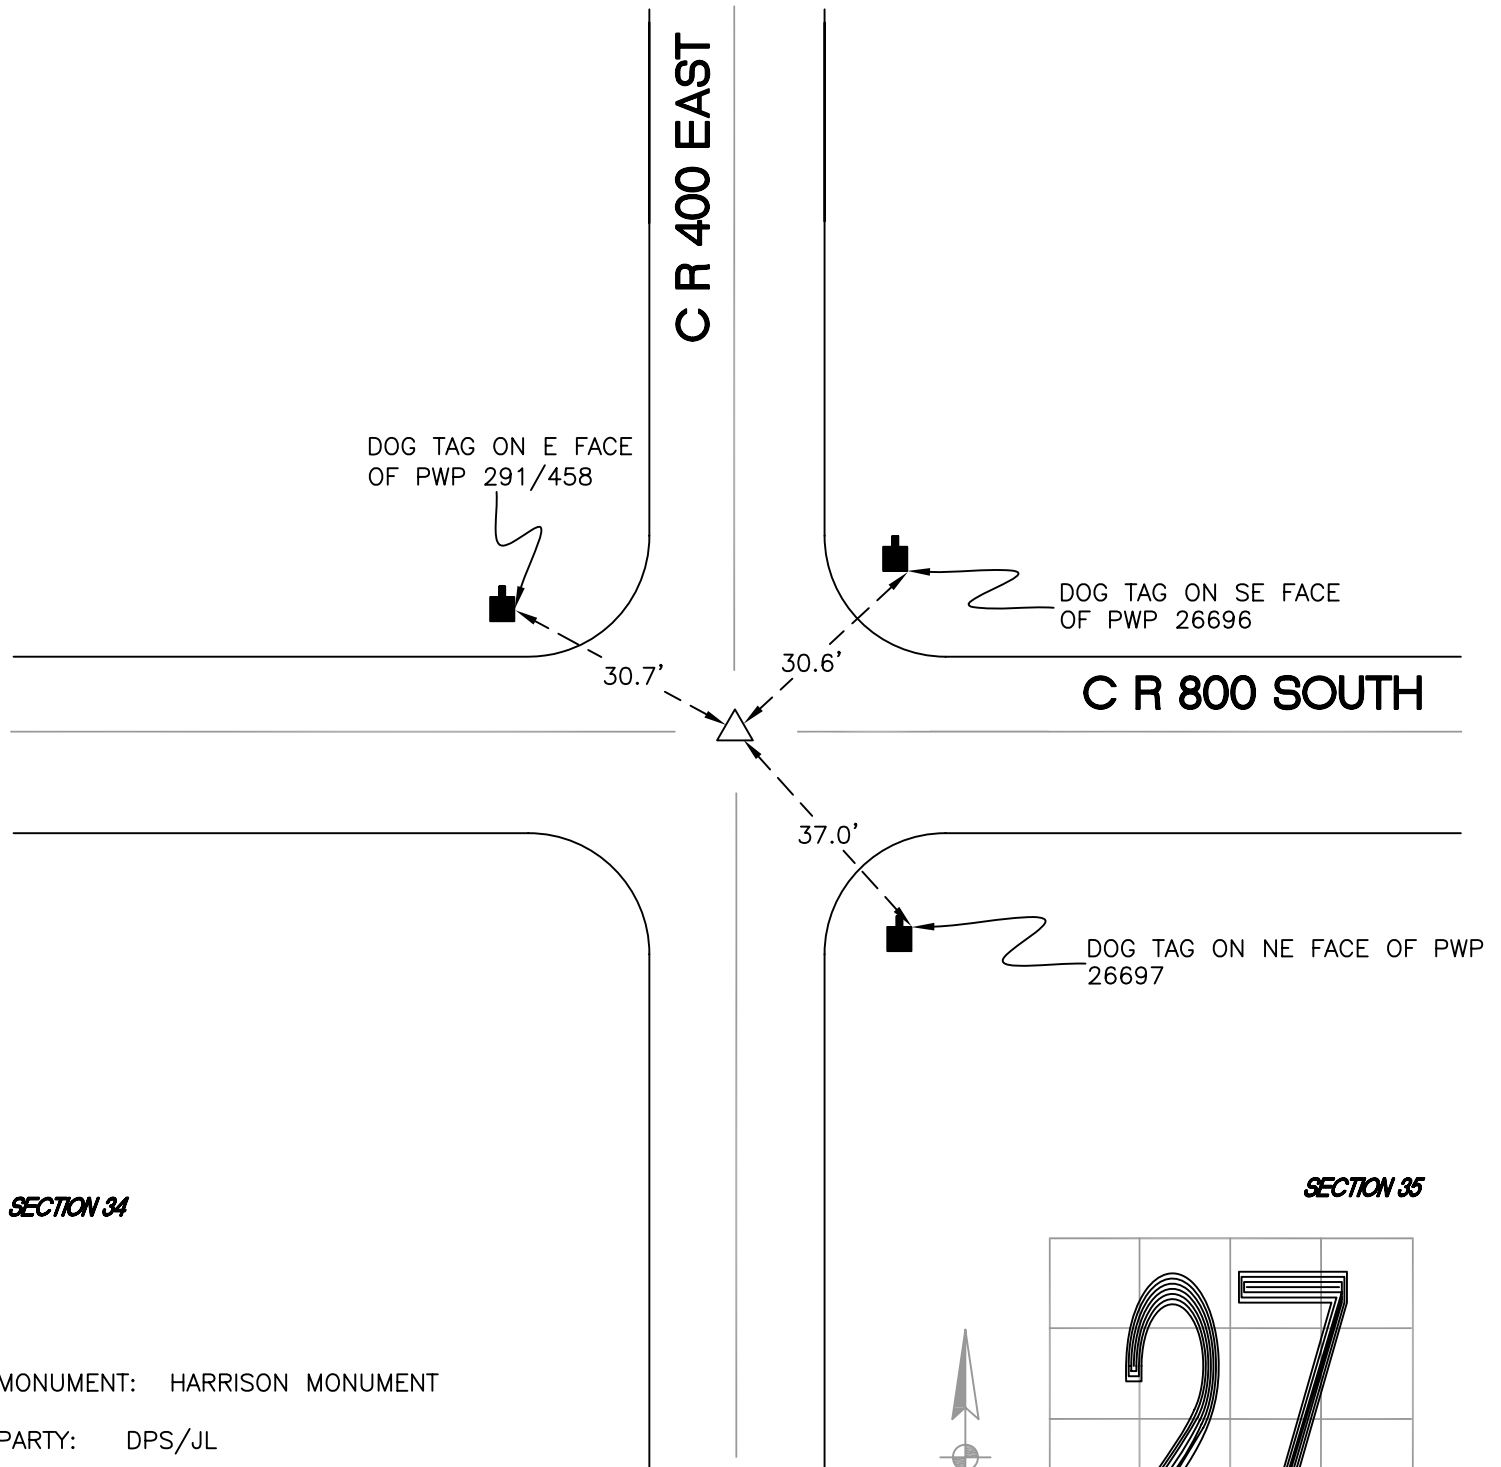 C R 400 EAST
DOG TAG ON E FACE
OF PWP 291/458
DOG TAG ON SE FACE
OF PWP 26696
30.7'
30.6'
C R 800 SOUTH
37.0'
DOG TAG ON NE FACE OF PWP
26697
SECTION 35
SECTION 34
27
MONUMENT: HARRISON MONUMENT
PARTY: DPS/JL